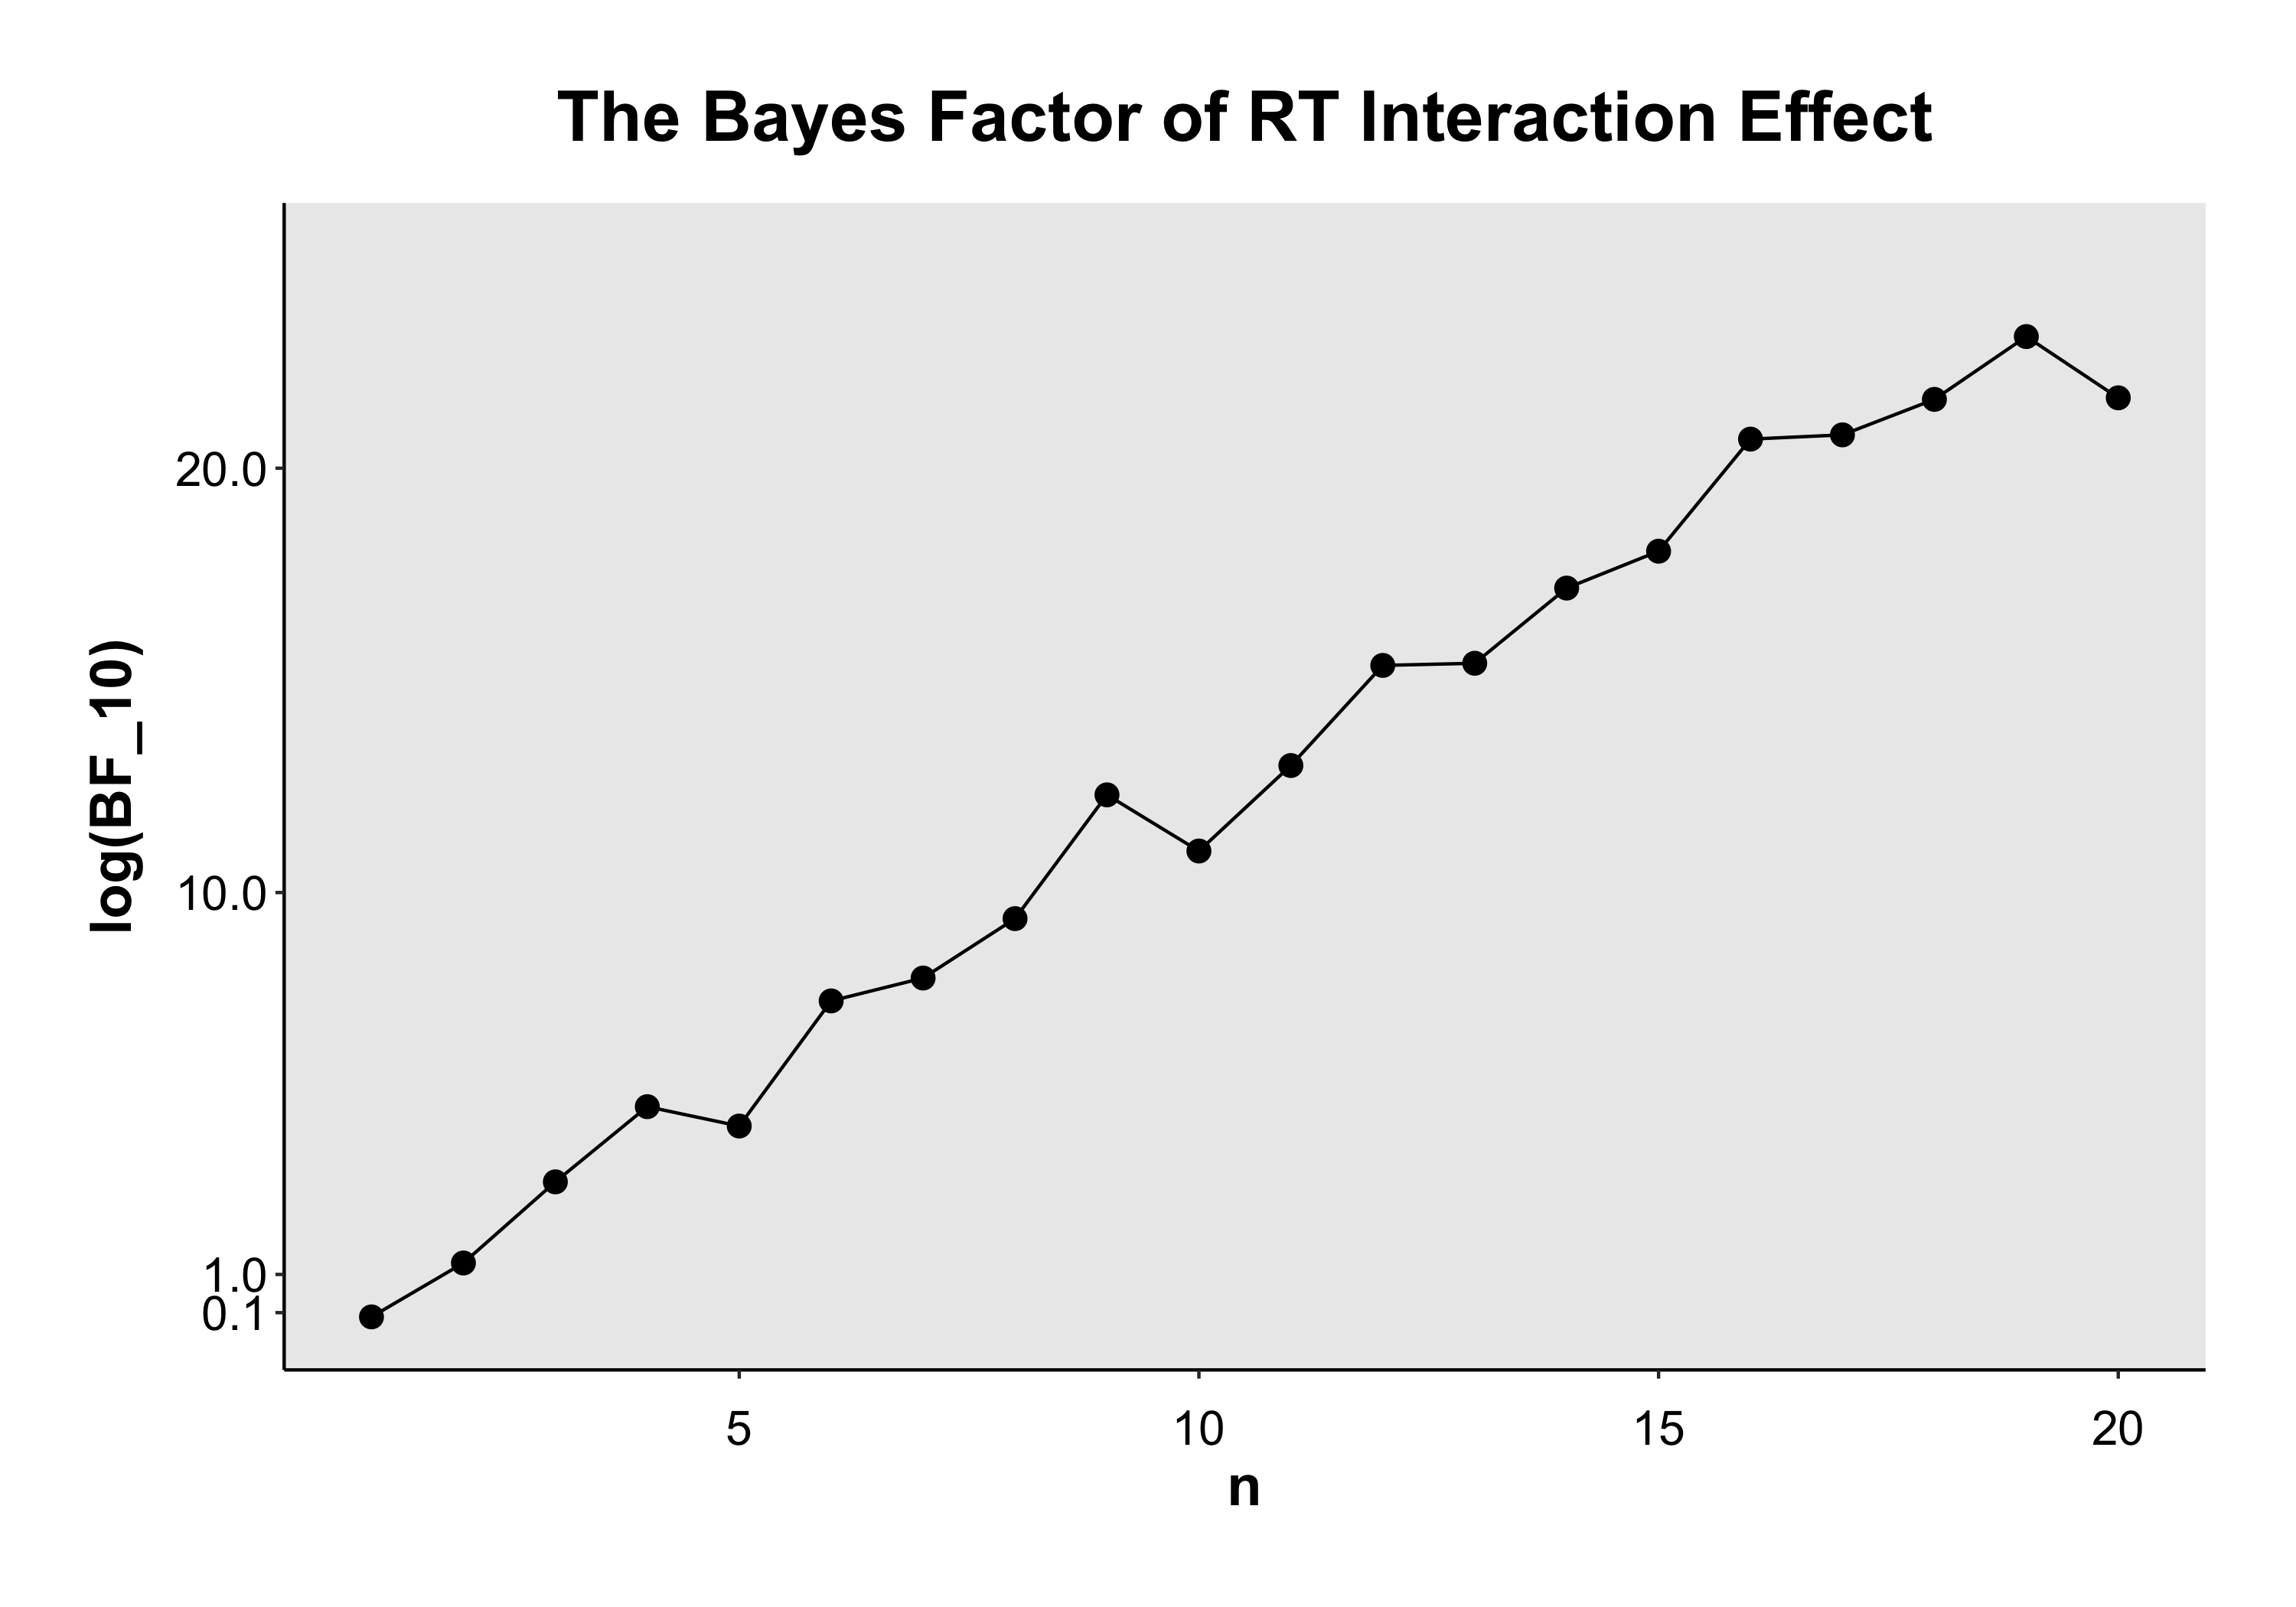 The Bayes Factor of RT Interaction Effect
log(BF_10)
20.0
10.0
1.0
0.1
5 10 15 20
n